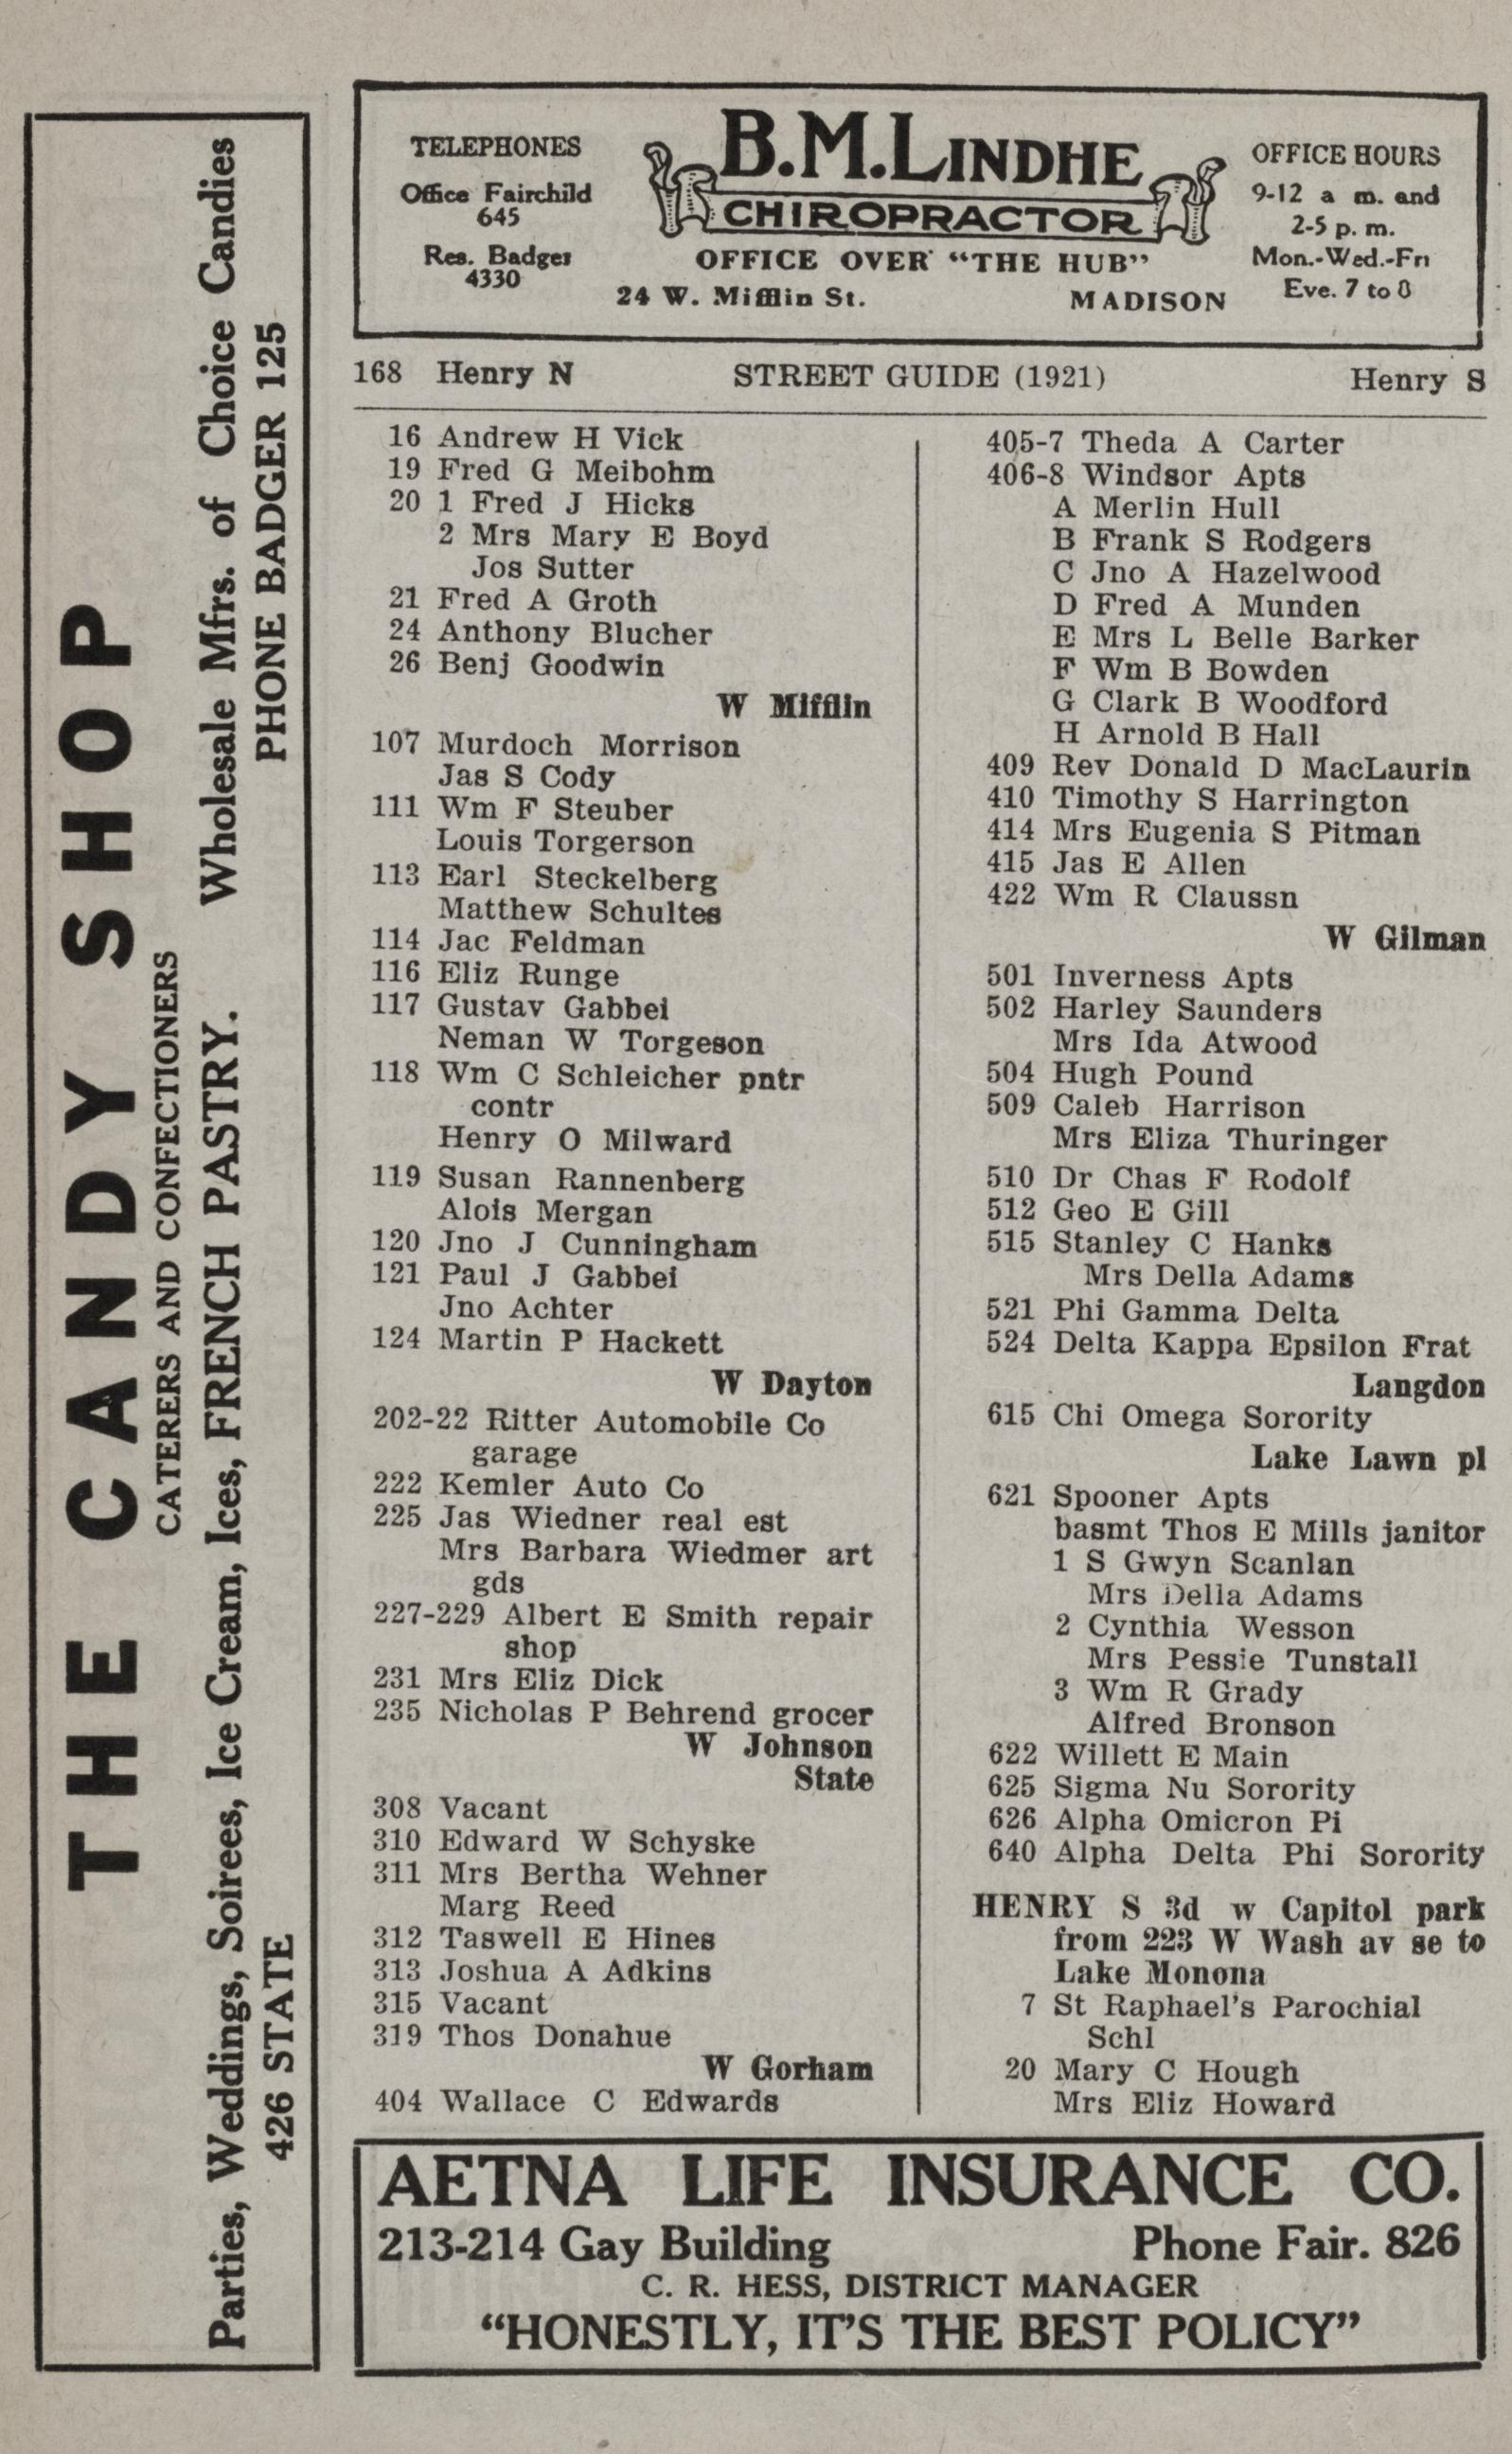 THE CANDY SHOP
CATERERS AND CONFECTIONERS
Wholesale Mfrs. of Choice Candies
Parties, Weddings, Soirees, Ice Cream, Ices, FRENCH PASTRY.
426 STATE
PHONE BADGER 125
TELEPHONES
Office Fairchild
645
Res. Badger
4330
B.M.LINDHE
CHIROPRACTOR
OFFICE OVER "THE HUB"
24 W. Mifflin St. MADISON
OFFICE HOURS
9-12 a m. and
2-5 p. m.
Mon.-Wed.-Fri
Eve. 7 to 8
168 Henry N STREET GUIDE (1921) Henry S
16 Andrew H Vick
19 Fred G Meibohm
20 1 Fred J Hicks
2 Mrs Mary E Boyd
Jos Sutter
21 Fred A Groth
24 Anthony Blucher
26 Benj Goodwin
W Mifflin
107 Murdoch Morrison
Jas S Cody
111 Wm F Steuber
Louis Torgerson
113 Earl Steckelberg
Matthew Schultes
114 Jac Feldman
116 Eliz Runge
117 Gustav Gabbei
Neman W Torgeson
118 Wm C Schleicher pntr
contr
Henry O Milward
119 Susan Rannenberg
Alois Mergan
120 Jno J Cunningham
121 Paul J Gabbei
Jno Achter
124 Martin P Hackett
W Dayton
202-22 Ritter Automobile Co
garage
222 Kemler Auto Co
225 Jas Wiedner real est
Mrs Barbara Wiedmer art
gds
227-229 Albert E Smith repair
shop
231 Mrs Eliz Dick
235 Nicholas P Behrend grocer
W Johnson
State
308 Vacant
310 Edward W Schyske
311 Mrs Bertha Wehner
Marg Reed
312 Taswell E Hines
313 Joshua A Adkins
315 Vacant
319 Thos Donahue
W Gorham
404 Wallace C Edwards
405-7 Theda A Carter
406-8 Windsor Apts
A Merlin Hull
B Frank S Rodgers
C Jno A Hazelwood
D Fred A Munden
E Mrs L Belle Barker
F Wm B Bowden
G Clark B Woodford
H Arnold B Hall
409 Rev Donald D MacLaurin
410 Timothy S Harrington
414 Mrs Eugenia S Pitman
415 Jas E Allen
422 Wm R Claussn
W Gilman
501 Inverness Apts
502 Harley Saunders
Mrs Ida Atwood
504 Hugh Pound
509 Caleb Harrison
Mrs Eliza Thuringer
510 Dr Chas F Rodolf
512 Geo E Gill
515 Stanley C Hanks
Mrs Della Adams
521 Phi Gamma Delta
524 Delta Kappa Epsilon Frat
Langdon
615 Chi Omega Sorority
Lake Lawn pl
621 Spooner Apts
basmt Thos E Mills janitor
1 S Gwyn Scanlan
Mrs Della Adams
2 Cynthia Wesson
Mrs Pessie Tunstall
3 Wm R Grady
Alfred Bronson
622 Willett E Main
625 Sigma Nu Sorority
626 Alpha Omicron Pi
640 Alpha Delta Phi Sorority
HENRY S 3d w Capitol park
from 223 W Wash av se to
Lake Monona
7 St Raphael's Parochial
Schl
20 Mary C Hough
Mrs Eliz Howard
AETNA LIFE INSURANCE CO.
213-214 Gay Building Phone Fair. 826
C. R. HESS, DISTRICT MANAGER
"HONESTLY, IT'S THE BEST POLICY"